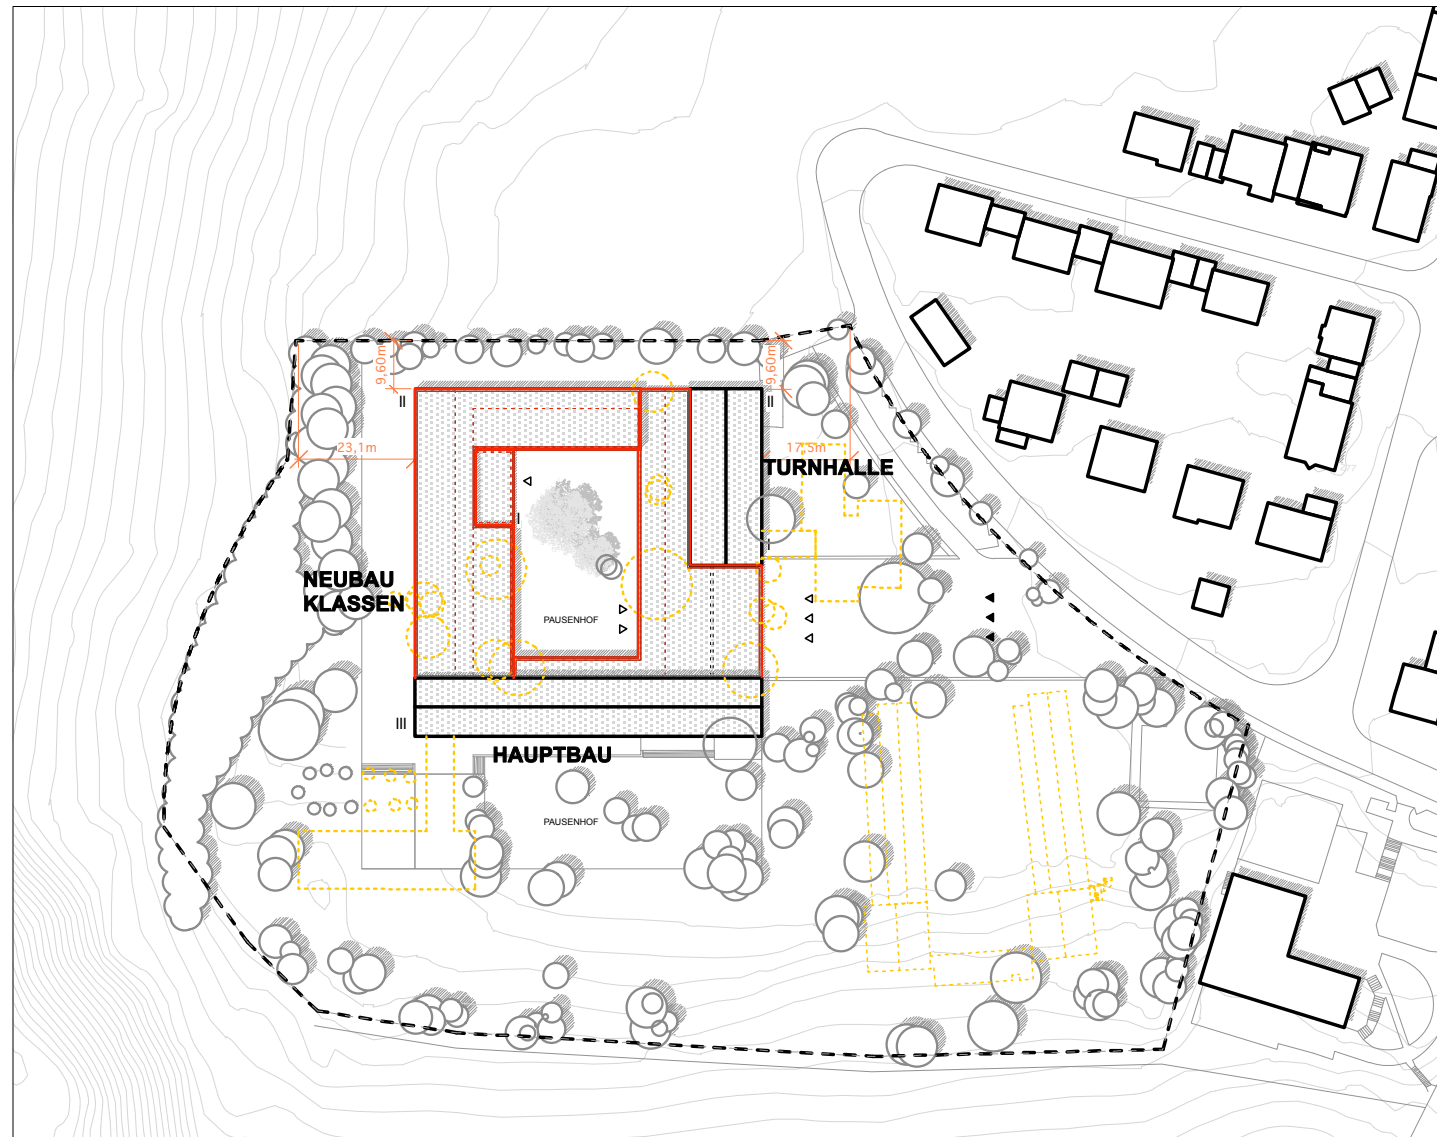 9,60m
9,60m
II
II
23,1m
17,5m
TURNHALLE
I
I
NEUBAU
KLASSEN
PAUSENHOF
III
HAUPTBAU
PAUSENHOF